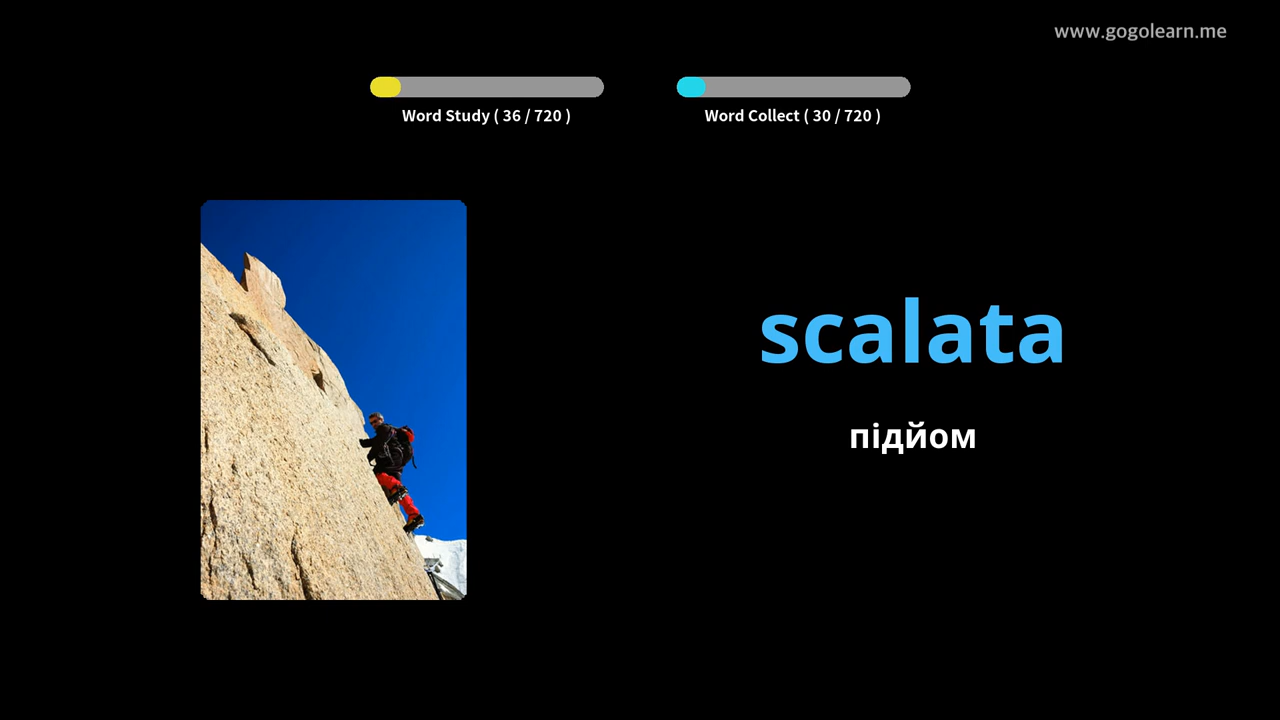 www.gogolearn.me
Word Study ( 36 / 720 )
Word Collect ( 30 / 720 )
scalata
підйом